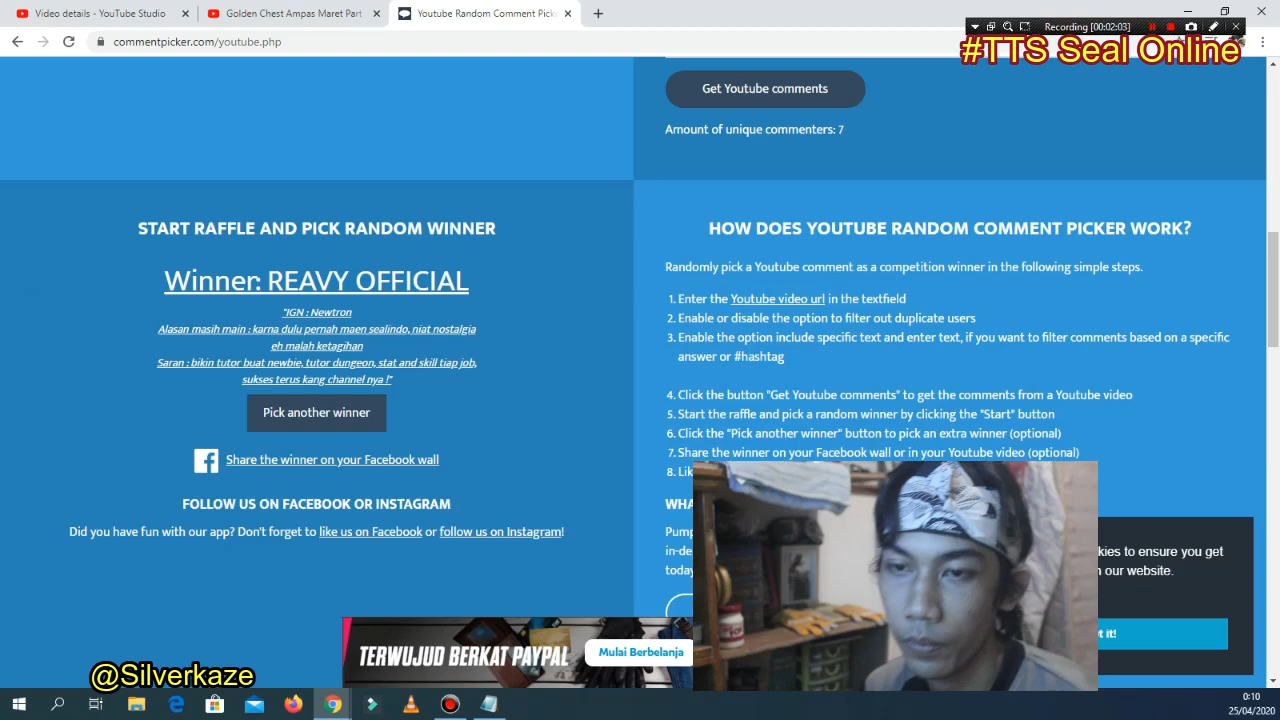 YouTube video details - YouTube Studio
Golden Chest Ampas Maret Part
Youtube Random Comment Pick
commentpicker.com/youtube.php
Recording [00:02:03]
#TTS Seal Online
Get Youtube comments
Amount of unique commenters: 7
START RAFFLE AND PICK RANDOM WINNER
Winner: REAVY OFFICIAL
"IGN : Newtron
Alasan masih main : karna dulu pernah maen sealindo, niat nostalgia
eh malah ketagihan
Saran : bikin tutor buat newbie, tutor dungeon, stat and skill tiap job,
sukses terus kang channel nya !"
Pick another winner
Share the winner on your Facebook wall
FOLLOW US ON FACEBOOK OR INSTAGRAM
Did you have fun with our app? Don't forget to like us on Facebook or follow us on Instagram!
HOW DOES YOUTUBE RANDOM COMMENT PICKER WORK?
Randomly pick a Youtube comment as a competition winner in the following simple steps.
1. Enter the Youtube video url in the textfield
2. Enable or disable the option to filter out duplicate users
3. Enable the option include specific text and enter text, if you want to filter comments based on a specific
answer or #hashtag
4. Click the button "Get Youtube comments" to get the comments from a Youtube video
5. Start the raffle and pick a random winner by clicking the "Start" button
6. Click the "Pick another winner" button to pick an extra winner (optional)
7. Share the winner on your Facebook wall or in your Youtube video (optional)
8. Li
WHA
Pump
in-de
today
kies to ensure you get
our website.
t it!
TERWUJUD BERKAT PAYPAL
Mulai Berbelanja
@Silverkaze
0:10
25/04/2020